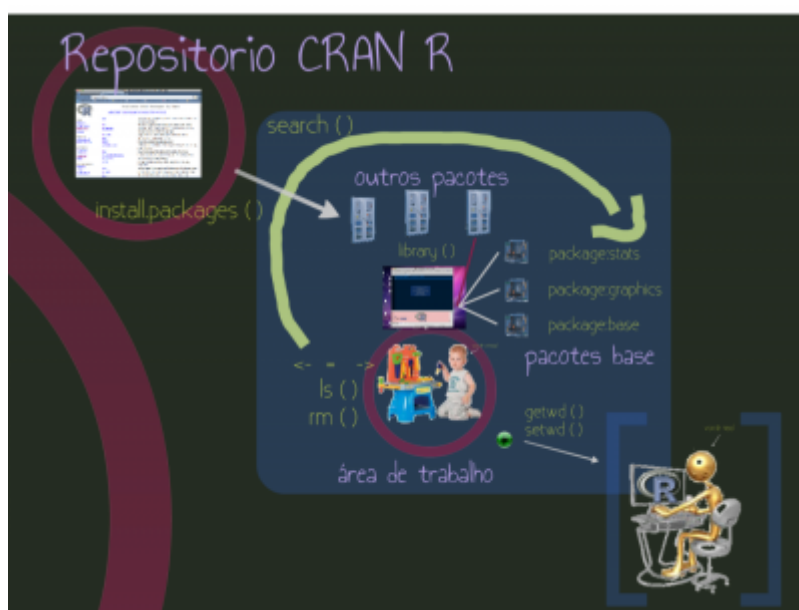 Repositorio CRAN R
search ()
outros pacotes
install.packages ()
library ()
package:stats
package:graphics
package:base
pacotes base
<- = ->
ls ()
rm ()
getwd ()
setwd ()
área de trabalho
R